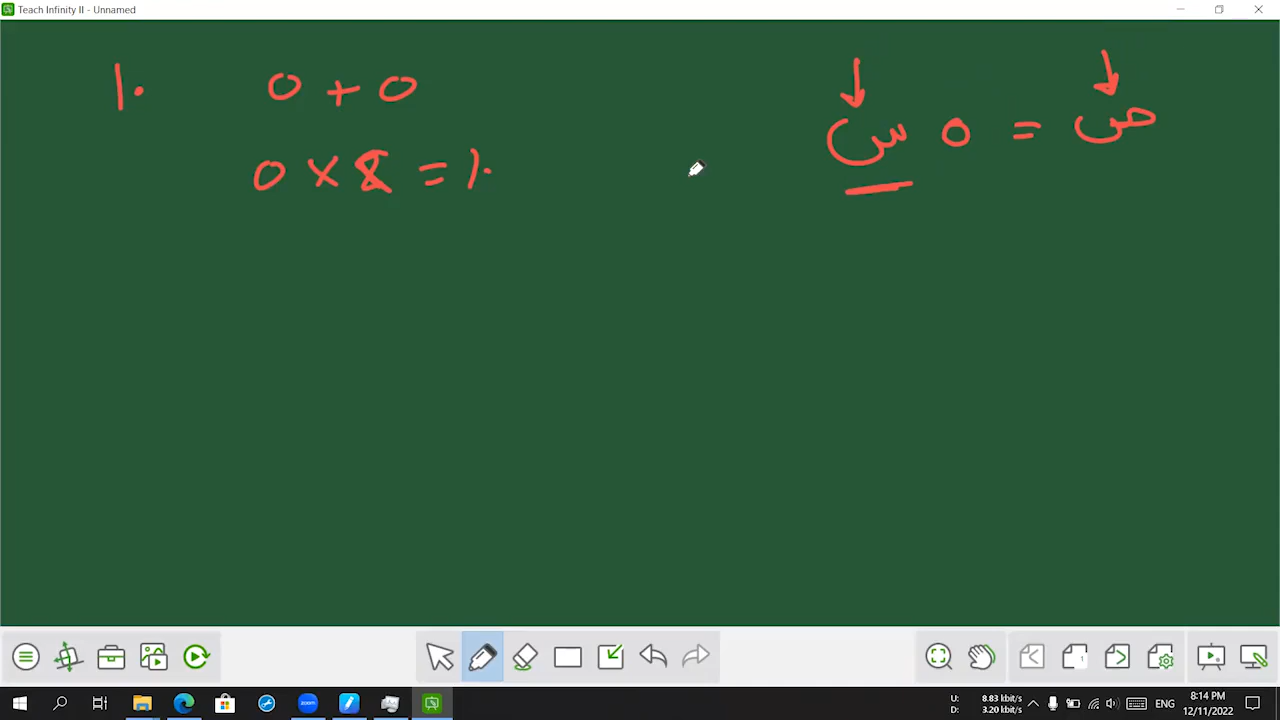 Teach Infinity II - Unnamed
١٠ ٥ + ٥
ص = ٥ س
٥ × = ١٠
zoom
U: 8.83 kbit/s
D: 3.20 kbit/s
ENG
8:14 PM
12/11/2022